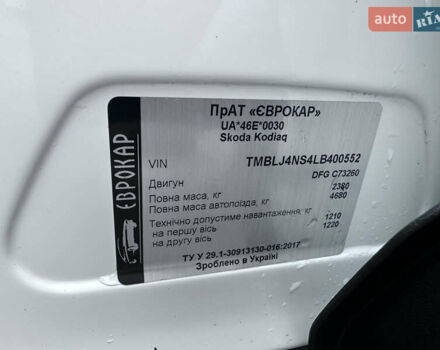 auto RIA
ЄВРОКАР
ПрАТ «ЄВРОКАР»
UA*46E*0030
Skoda Kodiaq
VIN TMBLJ4NS4LB400552
Двигун DFG C73260
Повна маса, кг 2380
Повна маса автопоїзда, кг 4680
Технічно допустиме навантаження, кг
на першу вісь 1210
на другу вісь 1220
ТУ У 29.1-30913130-016:2017
Зроблено в Україні